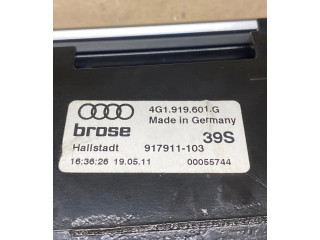 4G1.919.601.G
Made in Germany
brose
39S
Hallstadt 917911-103
16:36:26 19.05.11 00055744